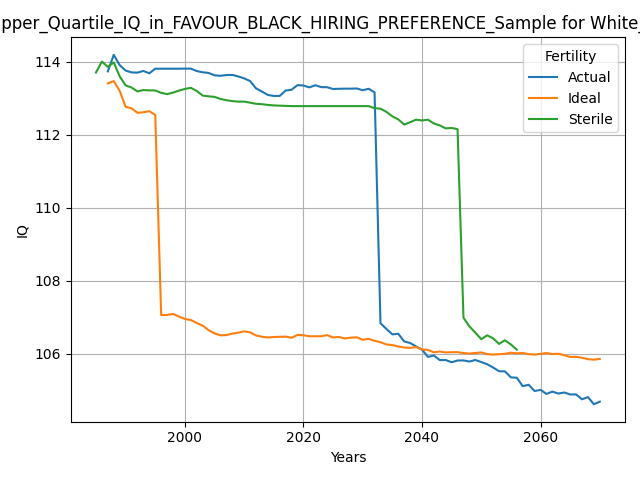 pper_Quartile_IQ_in_FAVOUR_BLACK_HIRING_PREFERENCE_Sample for White_
114
112
110
108
106
IQ
Fertility
Actual
Ideal
Sterile
2000
2020
2040
2060
Years